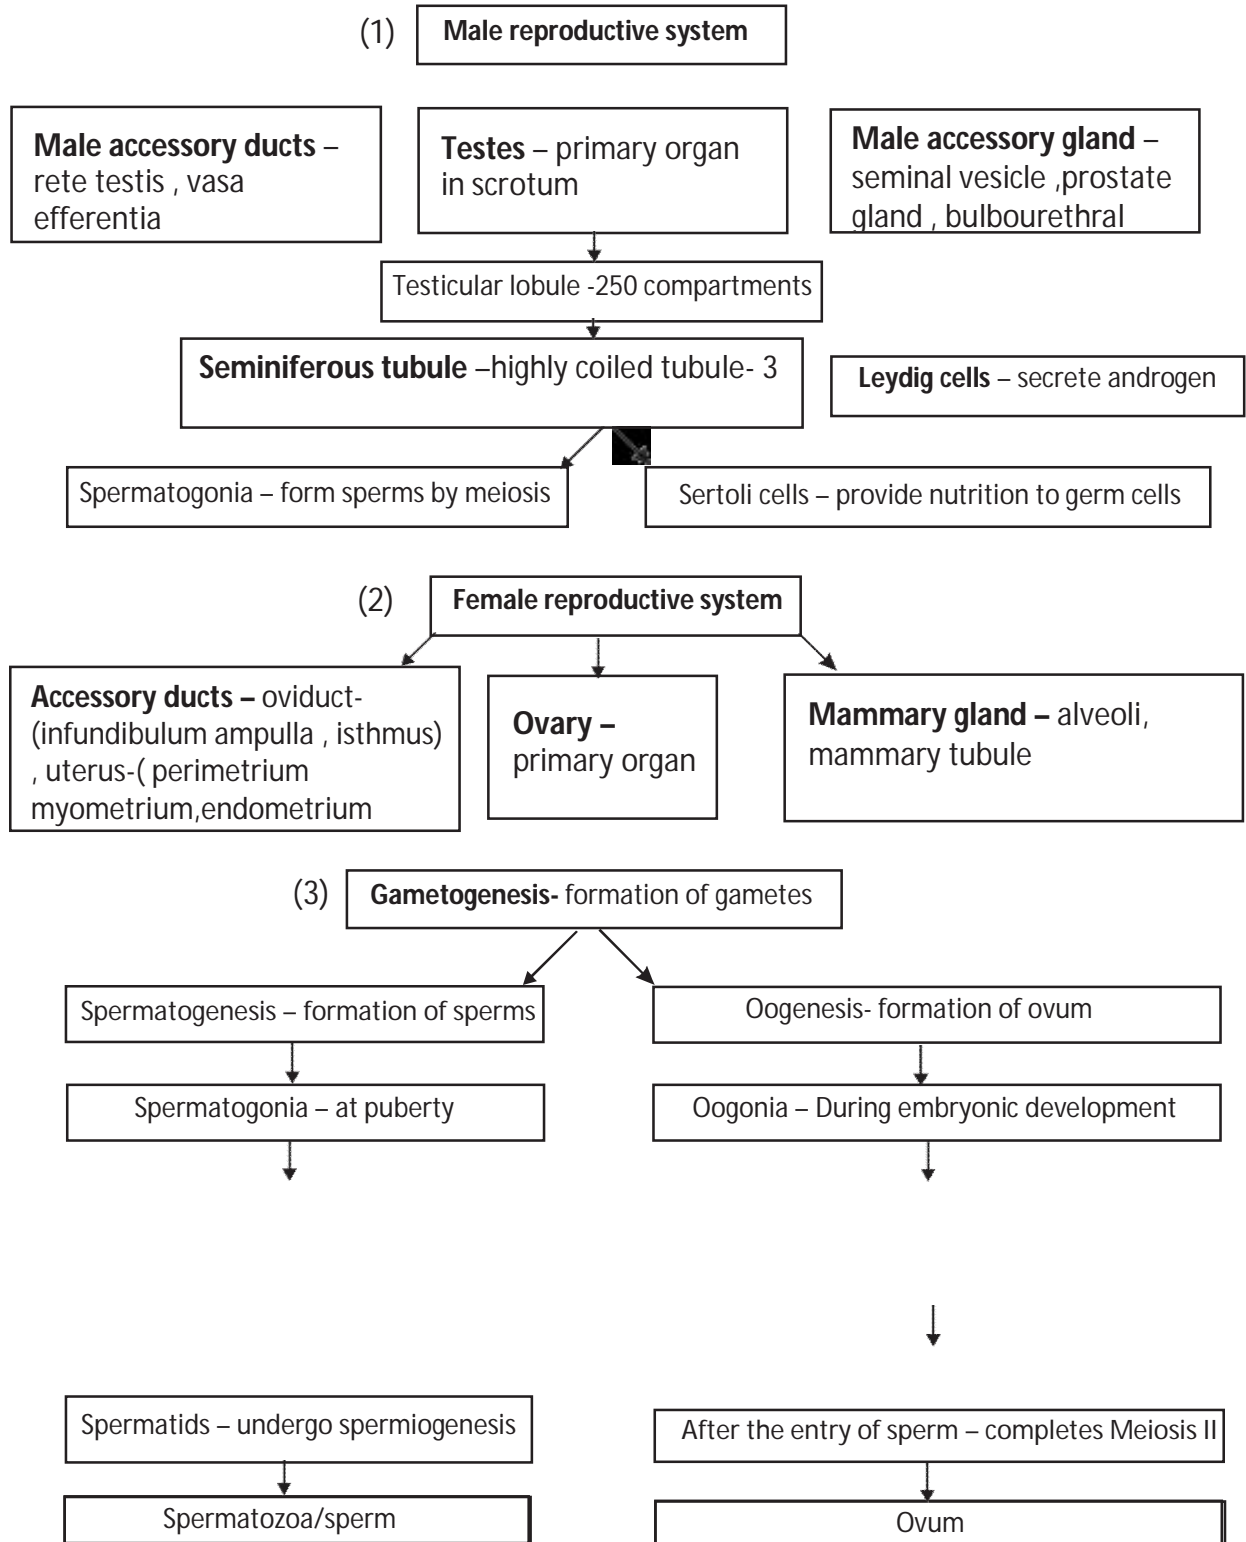 (1) Male reproductive system
Male accessory ducts –
rete testis , vasa
efferentia
Testes – primary organ
in scrotum
Male accessory gland –
seminal vesicle ,prostate
gland , bulbourethral
Testicular lobule -250 compartments
Seminiferous tubule –highly coiled tubule- 3
Leydig cells – secrete androgen
Spermatogonia – form sperms by meiosis
Sertoli cells – provide nutrition to germ cells
(2) Female reproductive system
Accessory ducts – oviduct-
(infundibulum ampulla , isthmus)
, uterus-( perimetrium
myometrium,endometrium
Ovary –
primary organ
Mammary gland – alveoli,
mammary tubule
(3) Gametogenesis- formation of gametes
Spermatogenesis – formation of sperms
Oogenesis- formation of ovum
Spermatogonia – at puberty
Oogonia – During embryonic development
Spermatids – undergo spermiogenesis
After the entry of sperm – completes Meiosis II
Spermatozoa/sperm
Ovum